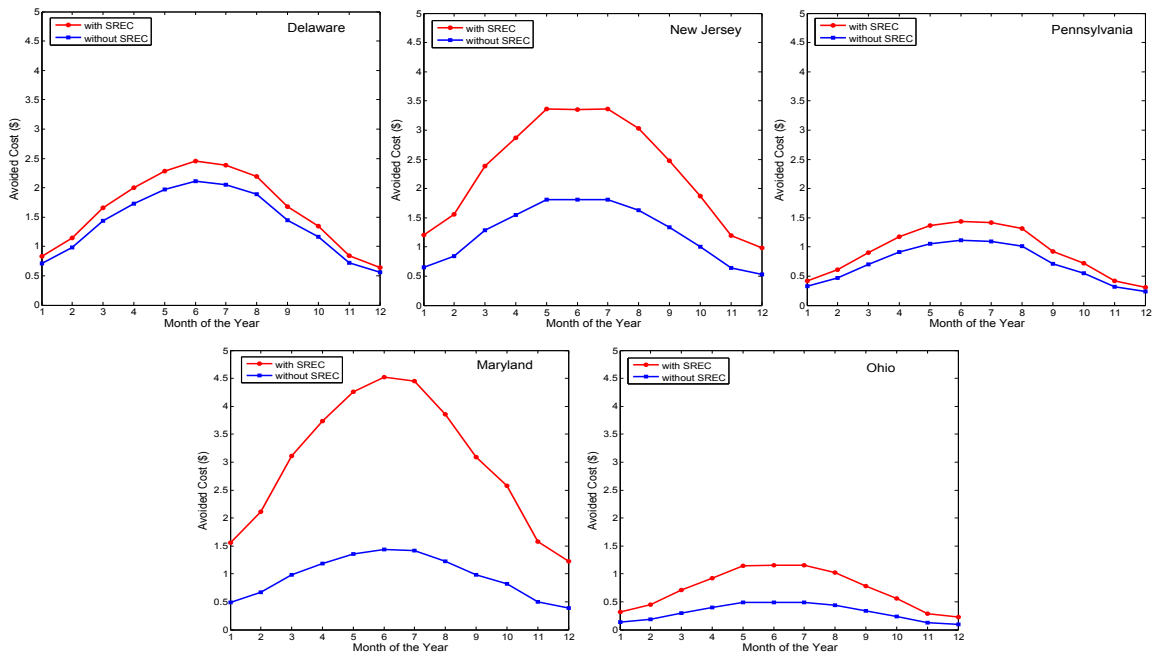 with SREC
without SREC
Delaware
5
4.5
4
3.5
3
2.5
2
1.5
1
0.5
0
Avoided Cost ($)
1 2 3 4 5 6 7 8 9 10 11 12
Month of the Year
with SREC
without SREC
New Jersey
5
4.5
4
3.5
3
2.5
2
1.5
1
0.5
0
Avoided Cost ($)
1 2 3 4 5 6 7 8 9 10 11 12
Month of the Year
with SREC
without SREC
Pennsylvania
5
4.5
4
3.5
3
2.5
2
1.5
1
0.5
0
Avoided Cost ($)
1 2 3 4 5 6 7 8 9 10 11 12
Month of the Year
with SREC
without SREC
Maryland
5
4.5
4
3.5
3
2.5
2
1.5
1
0.5
Avoided Cost ($)
1 2 3 4 5 6 7 8 9 10 11 12
Month of the Year
with SREC
without SREC
Ohio
5
4.5
4
3.5
3
2.5
2
1.5
1
0.5
0
Avoided Cost ($)
1 2 3 4 5 6 7 8 9 10 11 12
Month of the Year